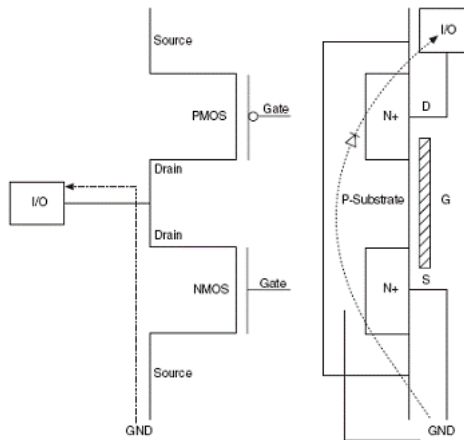 Source
PMOS
Gate
Drain
I/O
Drain
NMOS
Gate
Source
GND
I/O
D
N+
P-Substrate
G
S
N+
GND